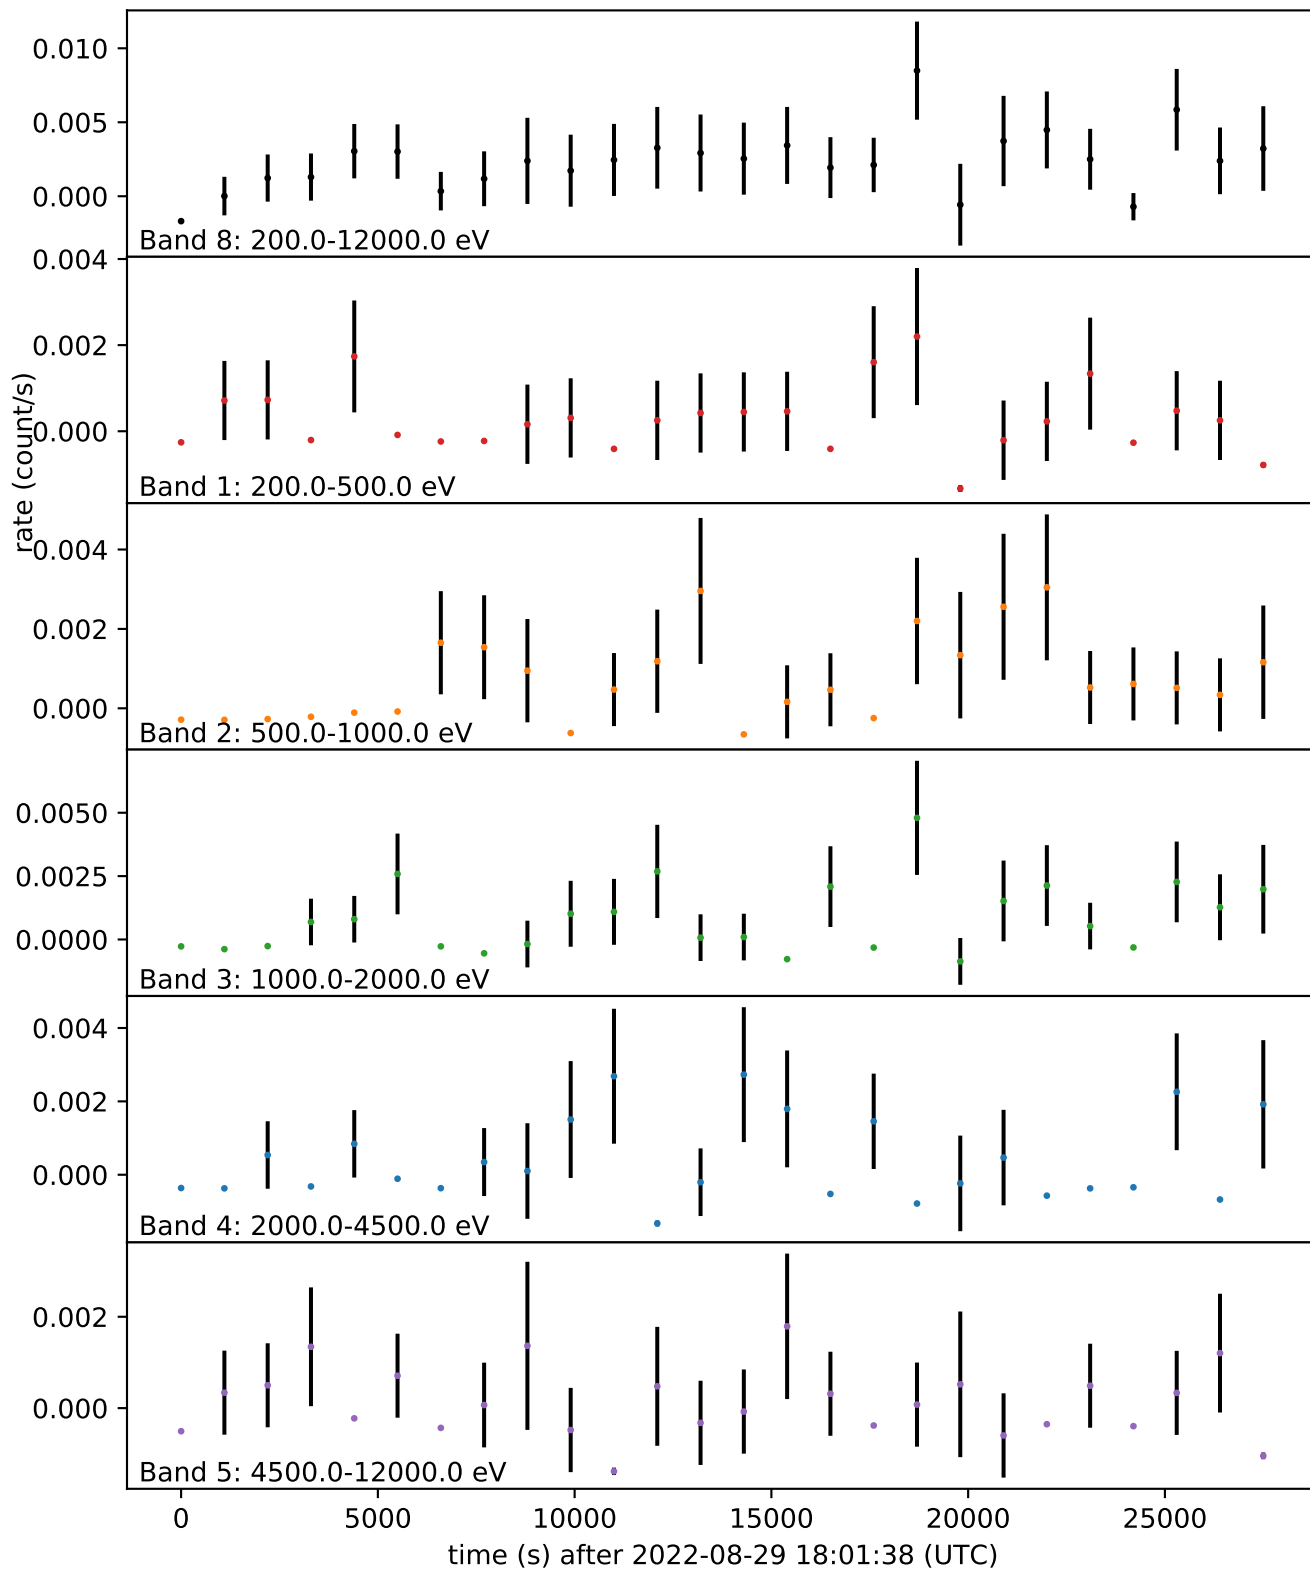 0.010
0.005
0.000
Band 8: 200.0-12000.0 eV
0.004
0.002
0.000
Band 1: 200.0-500.0 eV
rate (count/s)
0.004
0.002
0.000
Band 2: 500.0-1000.0 eV
0.0050
0.0025
0.0000
Band 3: 1000.0-2000.0 eV
0.004
0.002
0.000
Band 4: 2000.0-4500.0 eV
0.002
0.000
Band 5: 4500.0-12000.0 eV
0 5000 10000 15000 20000 25000
time (s) after 2022-08-29 18:01:38 (UTC)